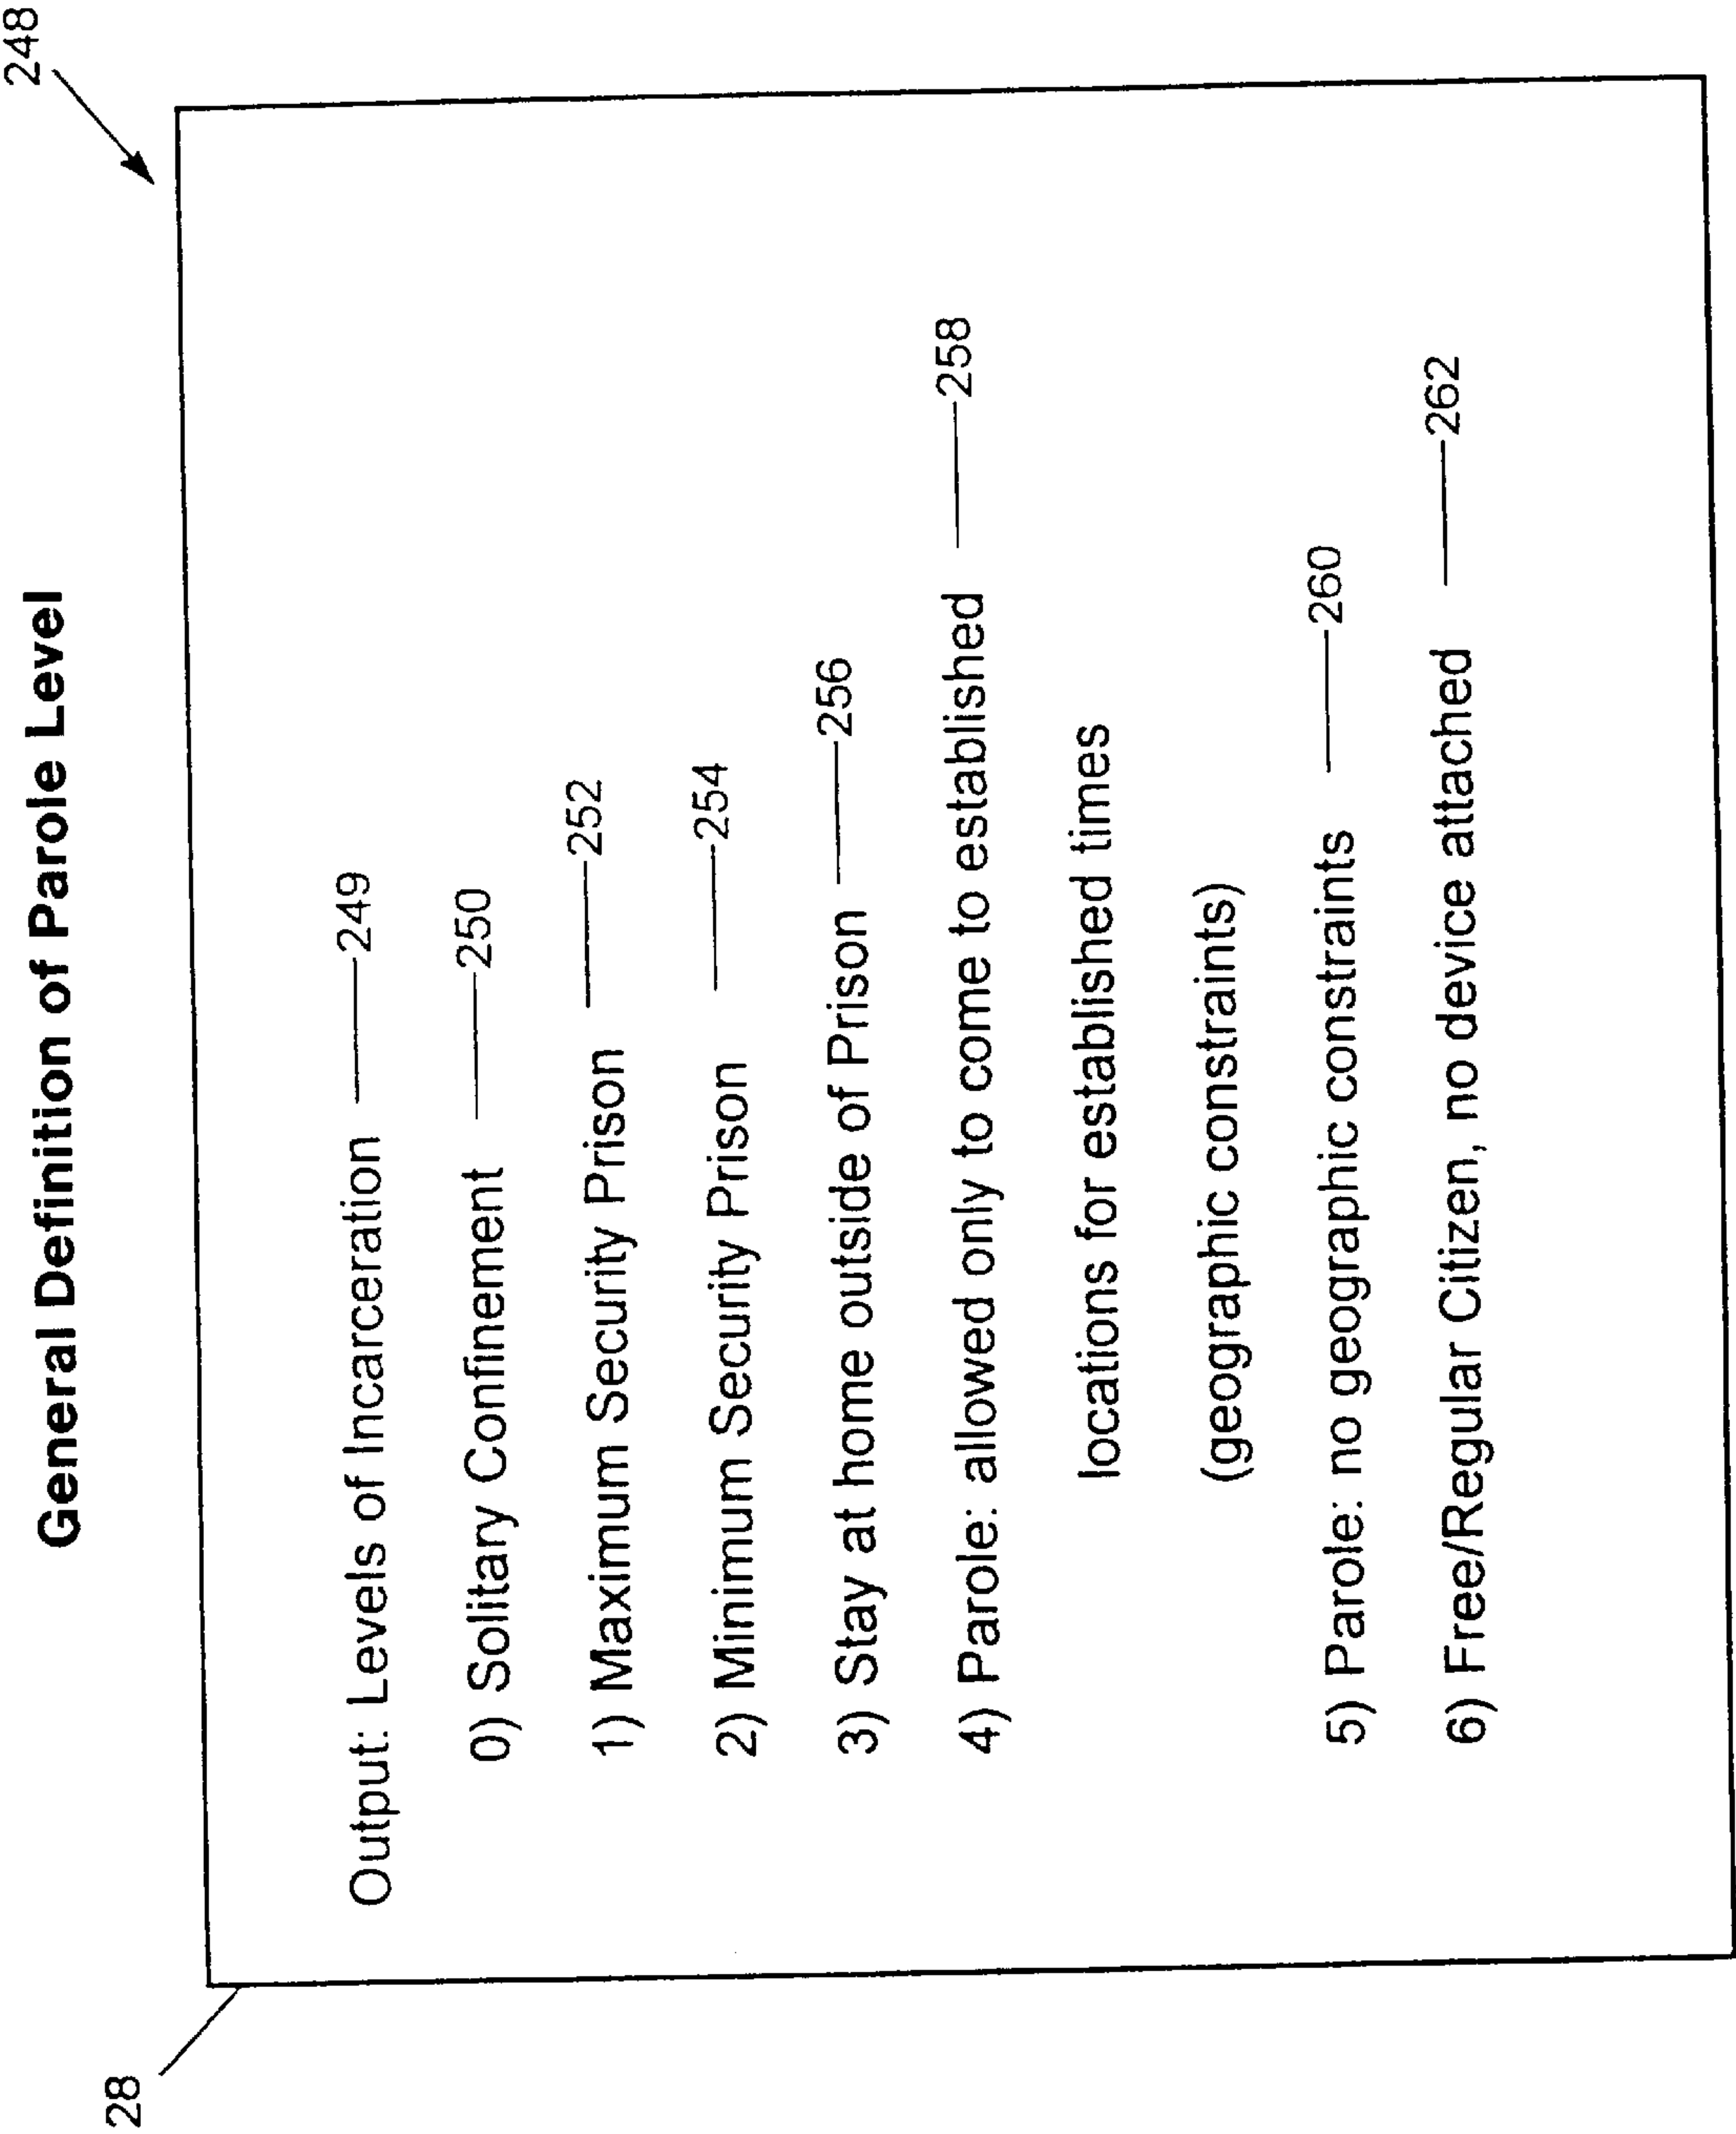 General Definition of Parole Level
248
28
Output: Levels of Incarceration 249
0) Solitary Confinement 250
1) Maximum Security Prison 252
2) Minimum Security Prison 254
3) Stay at home outside of Prison 256
4) Parole: allowed only to come to established 258
locations for established times
(geographic constraints)
5) Parole: no geographic constraints 260
6) Free/Regular Citizen, no device attached 262